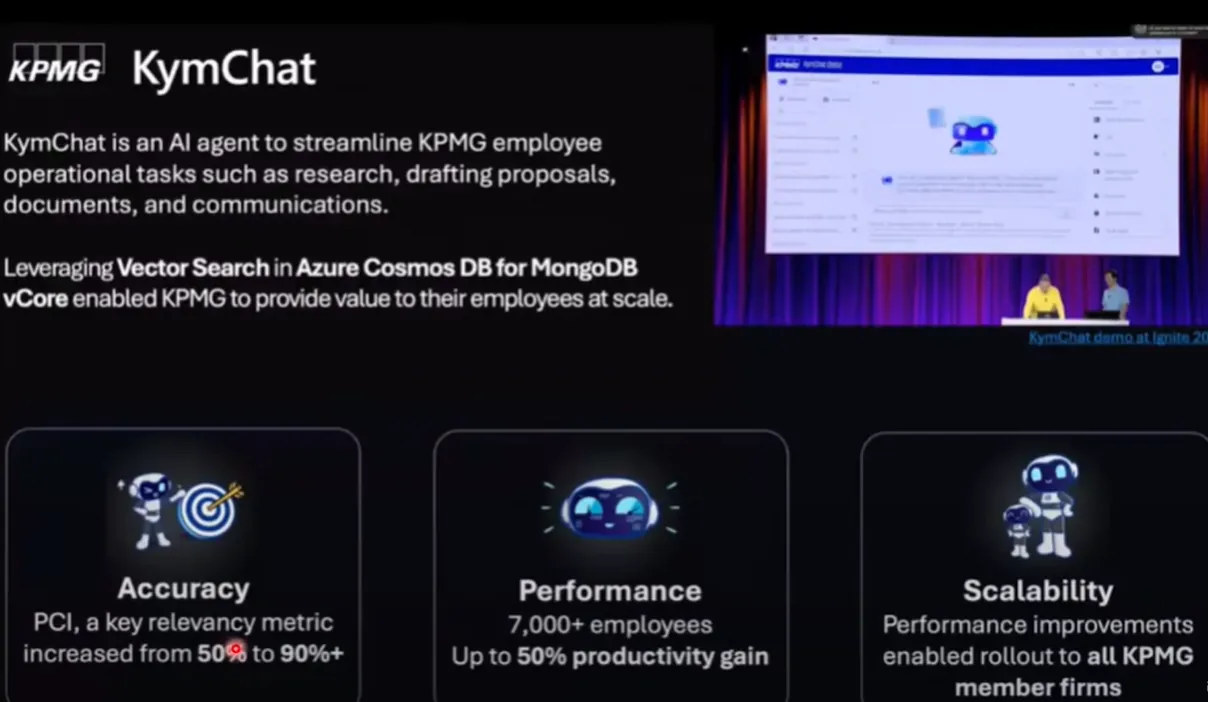 KPMG
KymChat
KymChat is an AI agent to streamline KPMG employee
operational tasks such as research, drafting proposals,
documents, and communications.
Leveraging Vector Search in Azure Cosmos DB for MongoDB
vCore enabled KPMG to provide value to their employees at scale.
KPMG
KymChat demo at Ignite 20
Accuracy
PCI, a key relevancy metric
increased from 50% to 90%+
Performance
7,000+ employees
Up to 50% productivity gain
Scalability
Performance improvements
enabled rollout to all KPMG
member firms